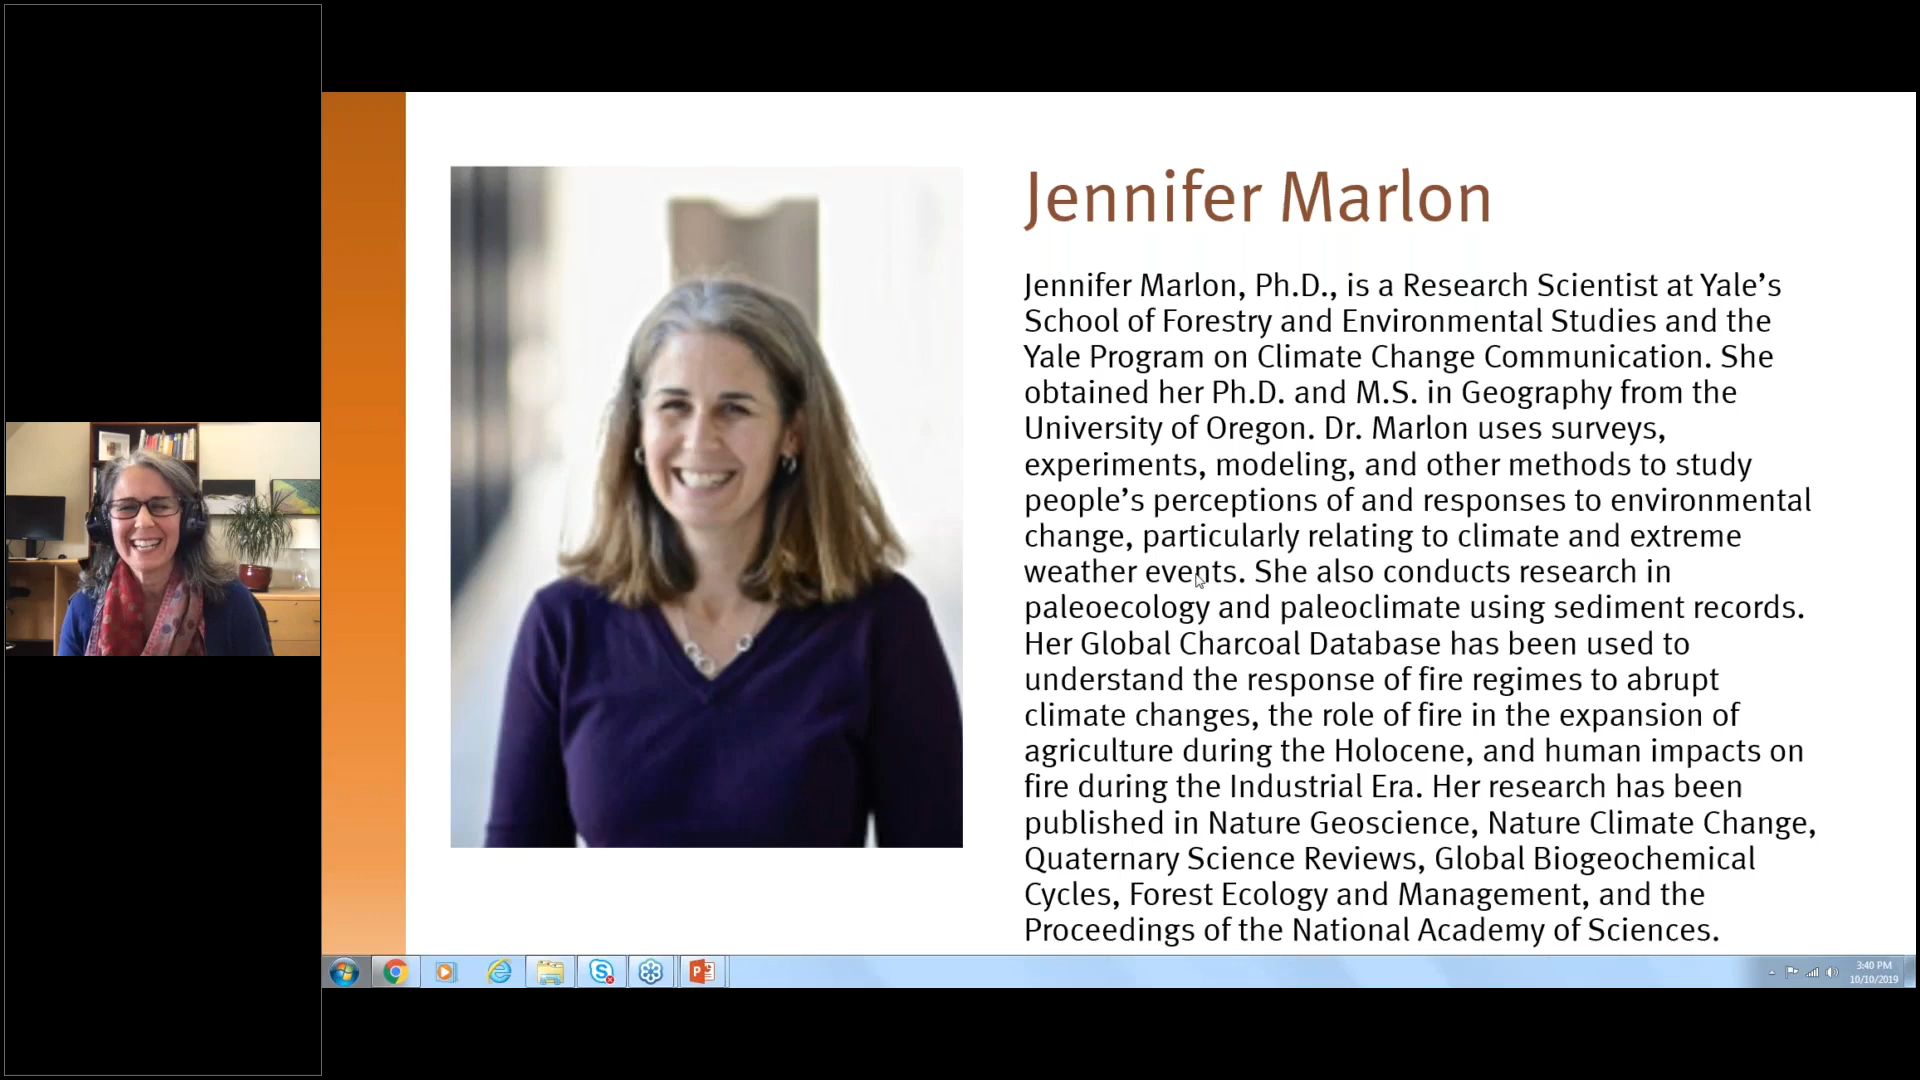 Jennifer Marlon
Jennifer Marlon, Ph.D., is a Research Scientist at Yale’s
School of Forestry and Environmental Studies and the
Yale Program on Climate Change Communication. She
obtained her Ph.D. and M.S. in Geography from the
University of Oregon. Dr. Marlon uses surveys,
experiments, modeling, and other methods to study
people’s perceptions of and responses to environmental
change, particularly relating to climate and extreme
weather events. She also conducts research in
paleoecology and paleoclimate using sediment records.
Her Global Charcoal Database has been used to
understand the response of fire regimes to abrupt
climate changes, the role of fire in the expansion of
agriculture during the Holocene, and human impacts on
fire during the Industrial Era. Her research has been
published in Nature Geoscience, Nature Climate Change,
Quaternary Science Reviews, Global Biogeochemical
Cycles, Forest Ecology and Management, and the
Proceedings of the National Academy of Sciences.
3:40 PM
10/10/2019